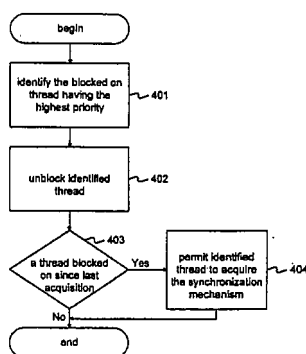 begin
identify the blocked on
thread having the
highest priority
401
unblock identified
thread
402
403
a thread blocked
on since last
acquisition
Yes
permit identified
thread to acquire
the synchronization
mechanism
404
No
end